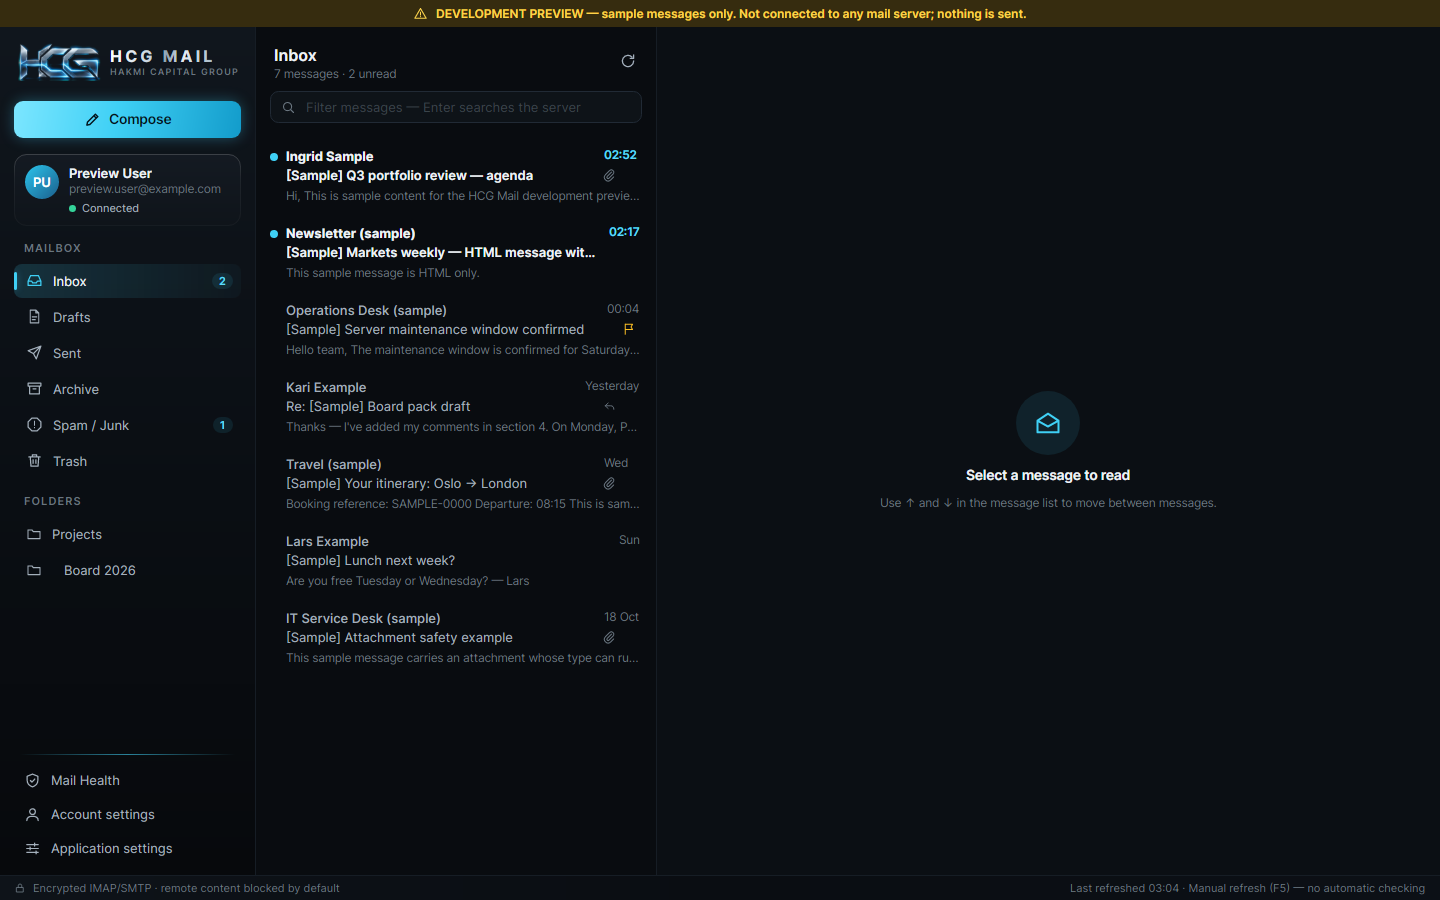 DEVELOPMENT PREVIEW — sample messages only. Not connected to any mail server; nothing is sent.
HCG
HCG MAIL
HAKMI CAPITAL GROUP
Compose
PU
Preview User
preview.user@example.com
Connected
MAILBOX
Inbox 2
Drafts
Sent
Archive
Spam / Junk 1
Trash
FOLDERS
Projects
Board 2026
Mail Health
Account settings
Application settings
Inbox
7 messages · 2 unread
Filter messages — Enter searches the server
Ingrid Sample 02:52
[Sample] Q3 portfolio review — agenda
Hi, This is sample content for the HCG Mail development previe...
Newsletter (sample) 02:17
[Sample] Markets weekly — HTML message wit...
This sample message is HTML only.
Operations Desk (sample) 00:04
[Sample] Server maintenance window confirmed
Hello team, The maintenance window is confirmed for Saturday...
Kari Example Yesterday
Re: [Sample] Board pack draft
Thanks — I've added my comments in section 4. On Monday, P...
Travel (sample) Wed
[Sample] Your itinerary: Oslo → London
Booking reference: SAMPLE-0000 Departure: 08:15 This is sam...
Lars Example Sun
[Sample] Lunch next week?
Are you free Tuesday or Wednesday? — Lars
IT Service Desk (sample) 18 Oct
[Sample] Attachment safety example
This sample message carries an attachment whose type can ru...
Select a message to read
Use ↑ and ↓ in the message list to move between messages.
Encrypted IMAP/SMTP · remote content blocked by default
Last refreshed 03:04 · Manual refresh (F5) — no automatic checking